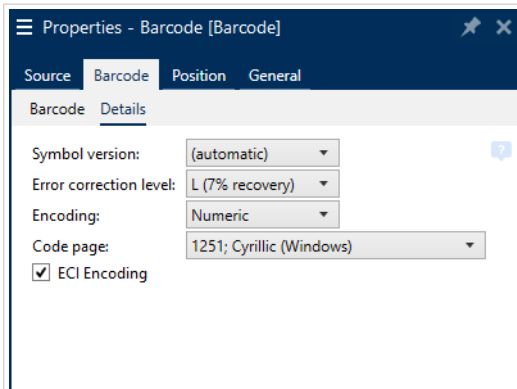 Properties - Barcode [Barcode]
Source Barcode Position General
Barcode Details
Symbol version: (automatic)
Error correction level: L (7% recovery)
Encoding: Numeric
Code page: 1251; Cyrillic (Windows)
ECI Encoding